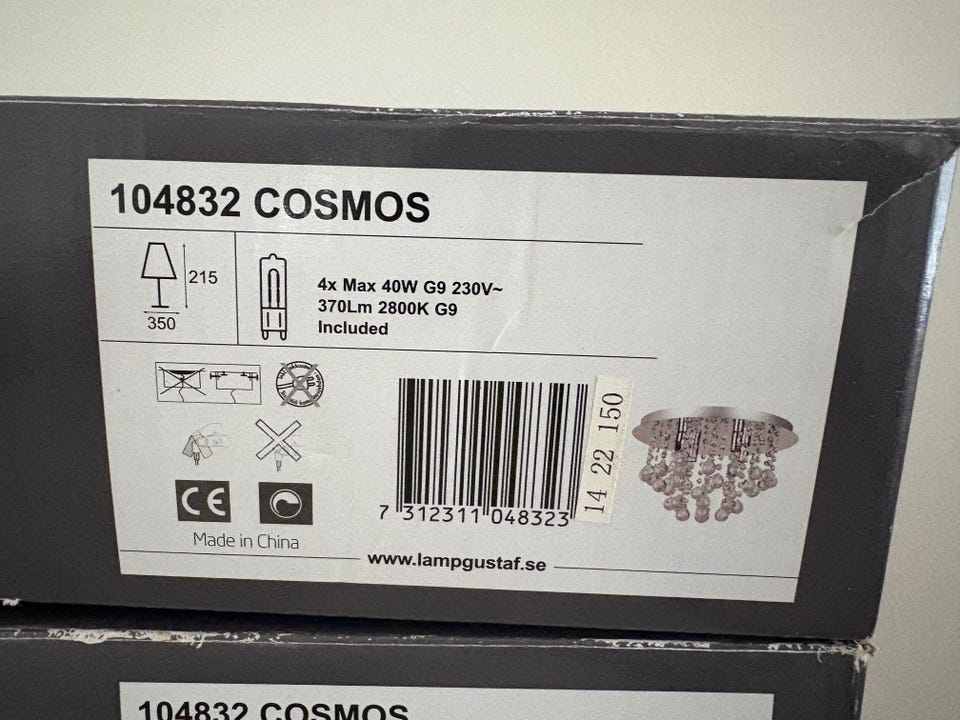 104832 COSMOS
215
350
4x Max 40W G9 230V~
370Lm 2800K G9
Included
CE
Made in China
7 312311 048323
14 22 150
www.lampgustaf.se
104832 COSMOS